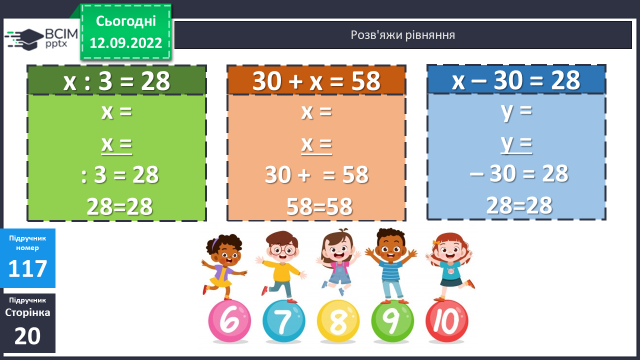 ВСІМ
pptx
Сьогодні
12.09.2022
Розв'яжи рівняння
х : 3 = 28
х =
х =
: 3 = 28
28=28
30 + х = 58
х =
х =
30 + = 58
58=58
х – 30 = 28
у =
у =
– 30 = 28
28=28
Підручник
номер
117
Підручник
Сторінка
20
6 7 8 9 10